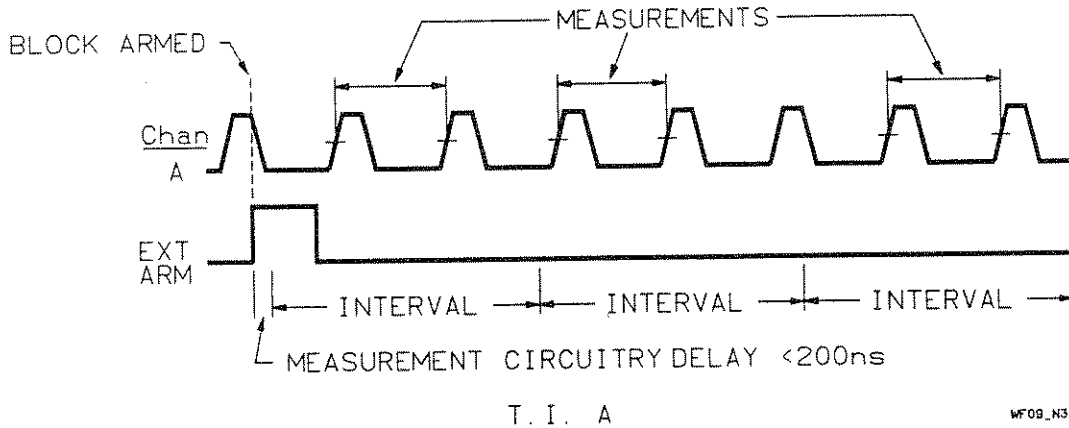 MEASUREMENTS
BLOCK ARMED
Chan
A
EXT
ARM
INTERVAL INTERVAL INTERVAL
MEASUREMENT CIRCUITRY DELAY <200ns
T. I. A
WF09_N3